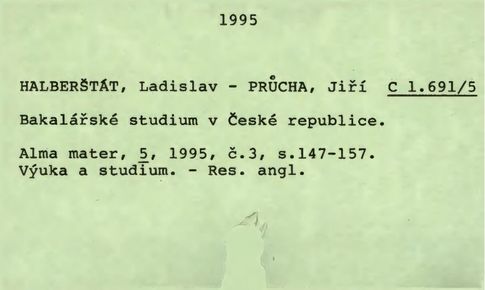 1995
HALBERŠTÁT, Ladislav - PRŮCHA, Jiří C 1.691/5
Bakalářské studium v České republice.
Alma mater, 5, 1995, č.3, s.147-157.
Výuka a studium. - Res. angl.